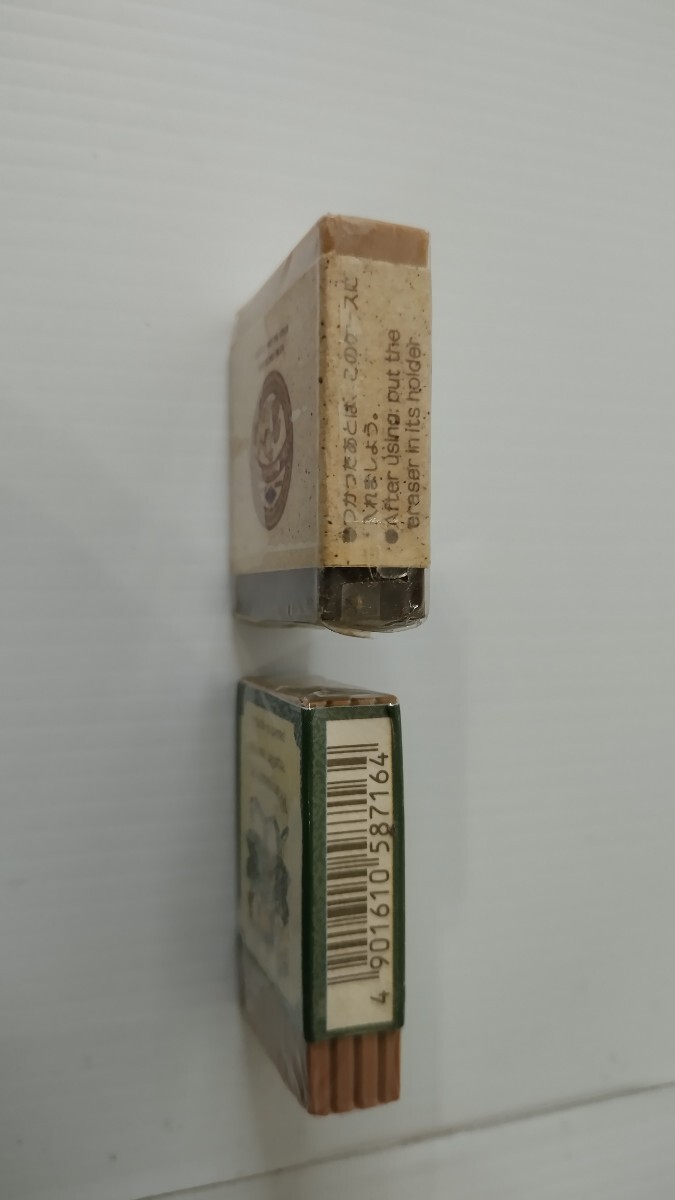 ●つかったあとは、このケースに
入れましょう。
●After using, put the
eraser in its holder
4 901610 587164